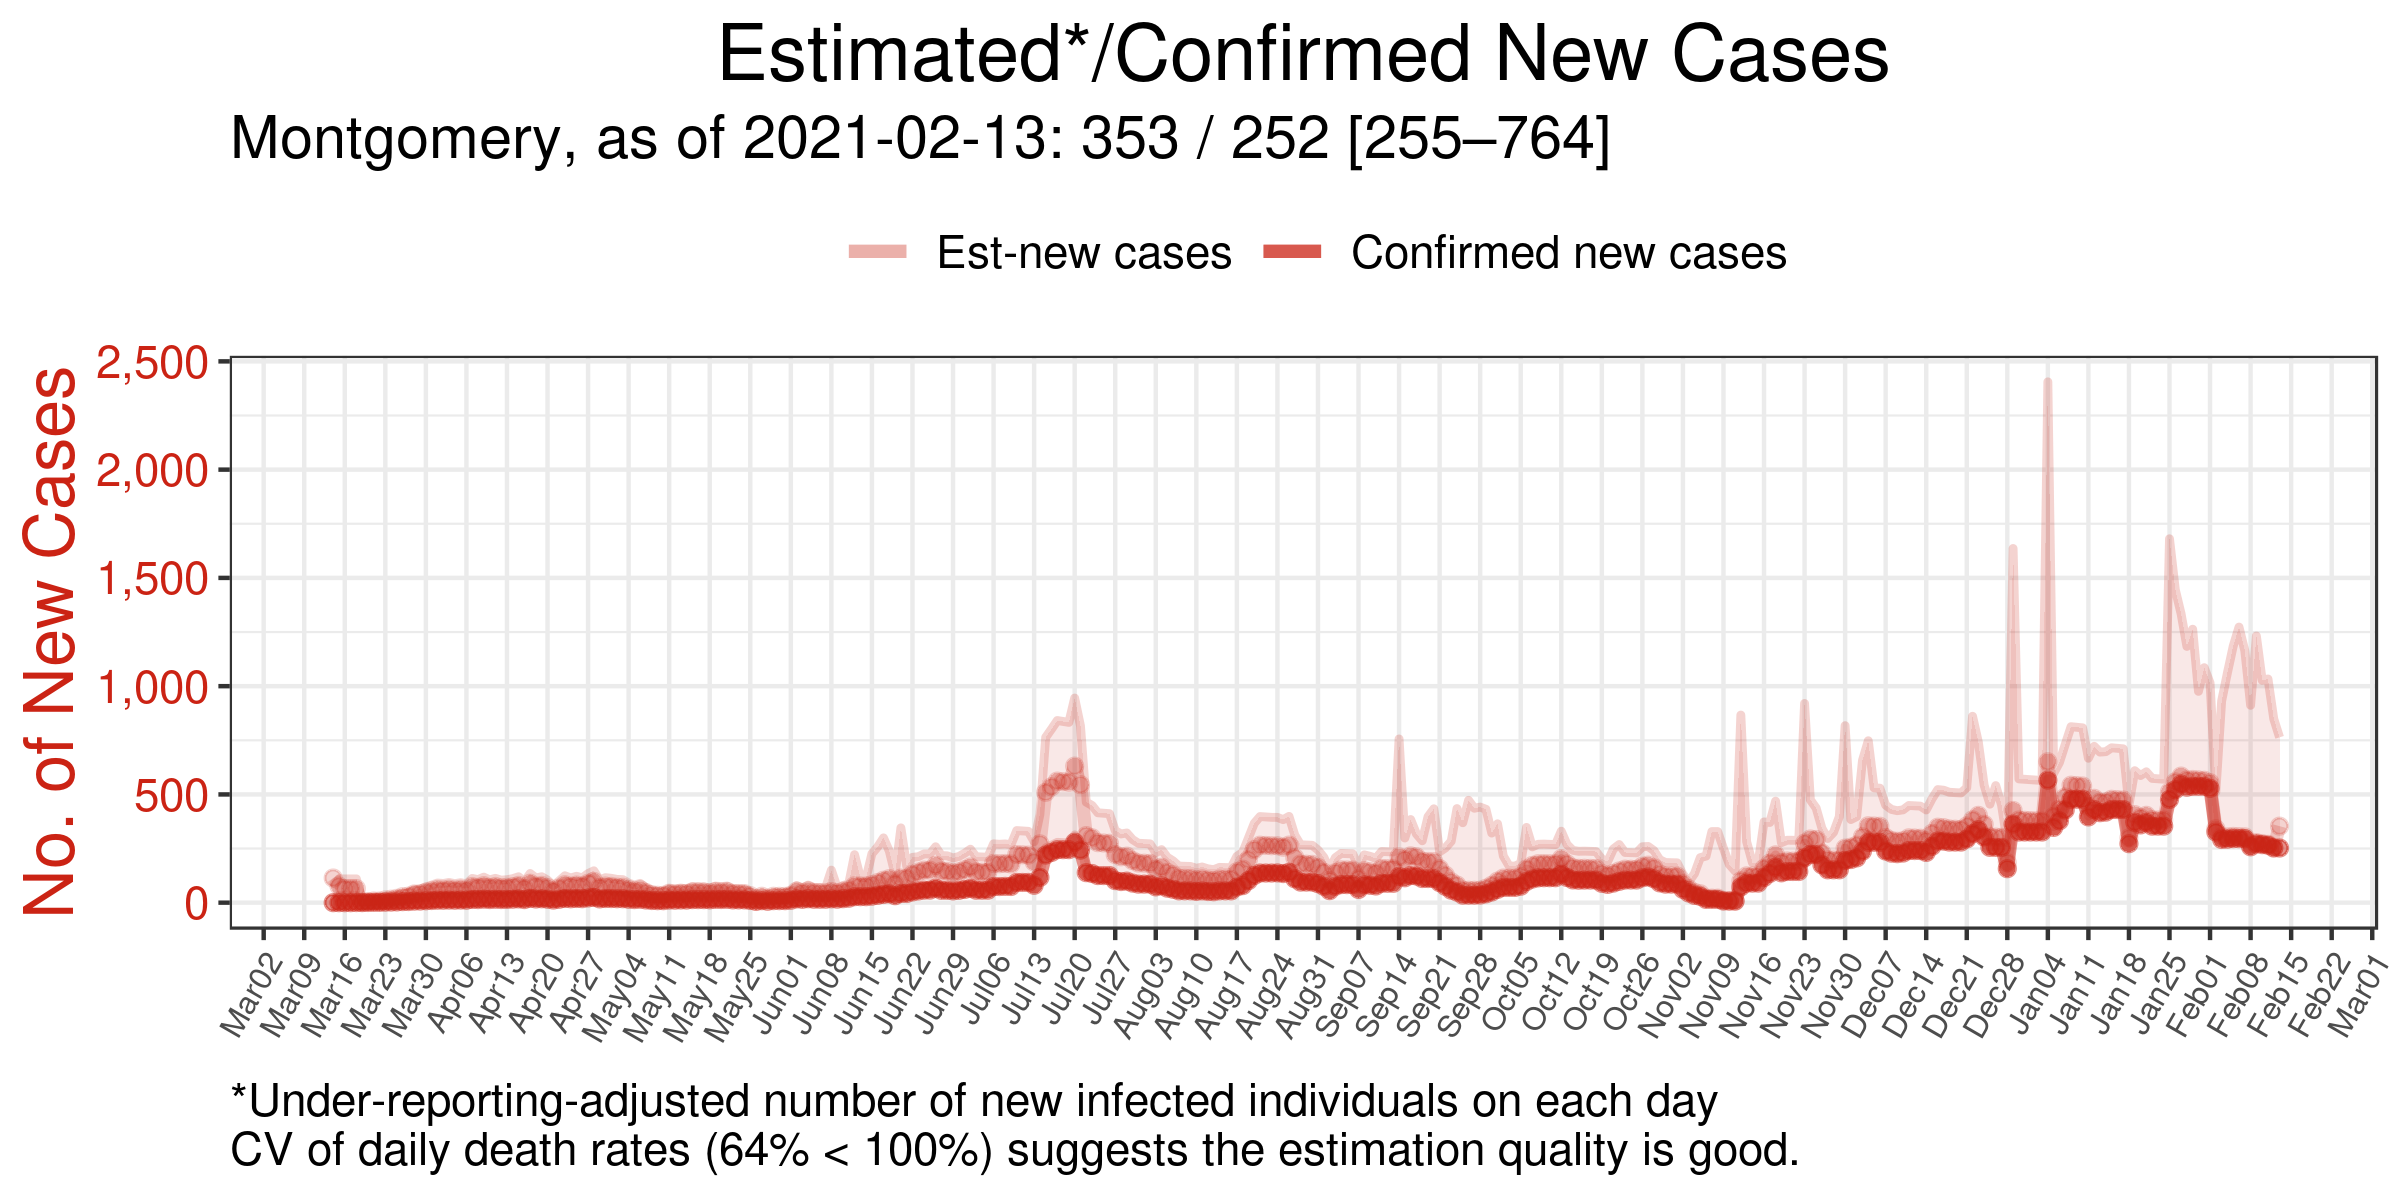 Estimated*/Confirmed New Cases
Montgomery, as of 2021-02-13: 353 / 252 [255–764]
Est-new cases Confirmed new cases
No. of New Cases
2,500
2,000
1,500
1,000
500
0
Mar02 Mar09 Mar16 Mar23 Mar30 Apr06 Apr13 Apr20 Apr27 May04 May11 May18 May25 Jun01 Jun08 Jun15 Jun22 Jun29 Jul06 Jul13 Jul20 Jul27 Aug03 Aug10 Aug17 Aug24 Aug31 Sep07 Sep14 Sep21 Sep28 Oct05 Oct12 Oct19 Oct26 Nov02 Nov09 Nov16 Nov23 Nov30 Dec07 Dec14 Dec21 Dec28 Jan04 Jan11 Jan18 Jan25 Feb01 Feb08 Feb15 Feb22 Mar01
*Under-reporting-adjusted number of new infected individuals on each day
CV of daily death rates (64% < 100%) suggests the estimation quality is good.